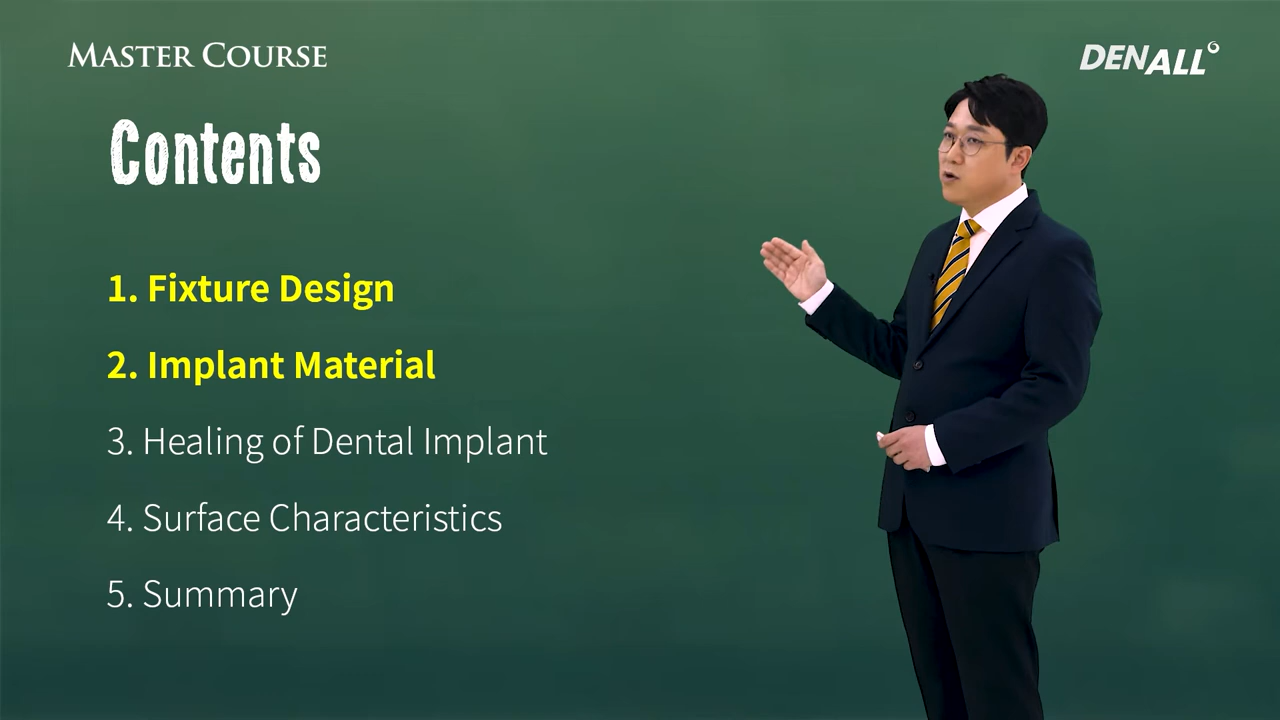 MASTER COURSE
DENALL
Contents
1. Fixture Design
2. Implant Material
3. Healing of Dental Implant
4. Surface Characteristics
5. Summary